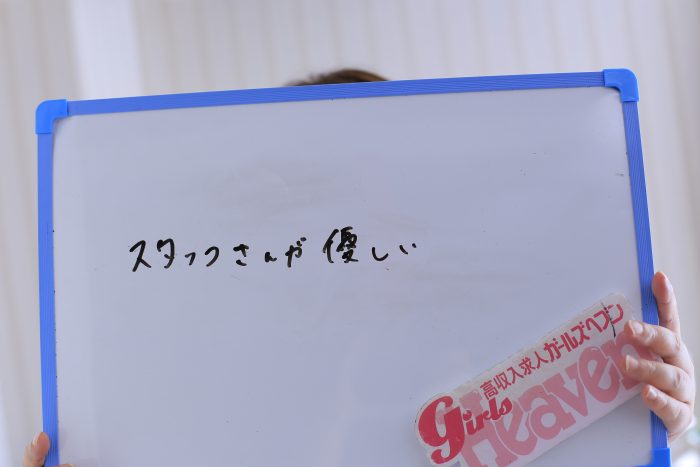 スタッフさんが優しい
高収入求人ガールズヘブン
Girls
Heaven